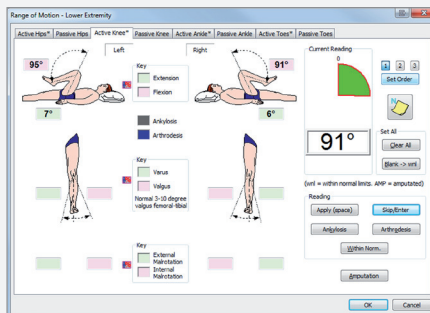 Range of Motion - Lower Extremity
Active Hips* Passive Hips Active Knee* Passive Knee Active Ankle* Passive Ankle Active Toes* Passive Toes
Left Right
95° 91°
7° 6°
Key
Extension
Flexion
Ankylosis
Arthrodesis
Key
Varus
Valgus
Normal 3-10 degree
valgus femoral-tibial
Key
External
Malrotation
Internal
Malrotation
Current Reading
0
1 2 3
Set Order
91°
Set All
Clear All
Blank -> wnl
(wnl = within normal limits. AMP = amputated)
Reading
Apply (space) Skip/Enter
Ankylosis Arthrodesis
Within Norm.
Amputation
OK Cancel